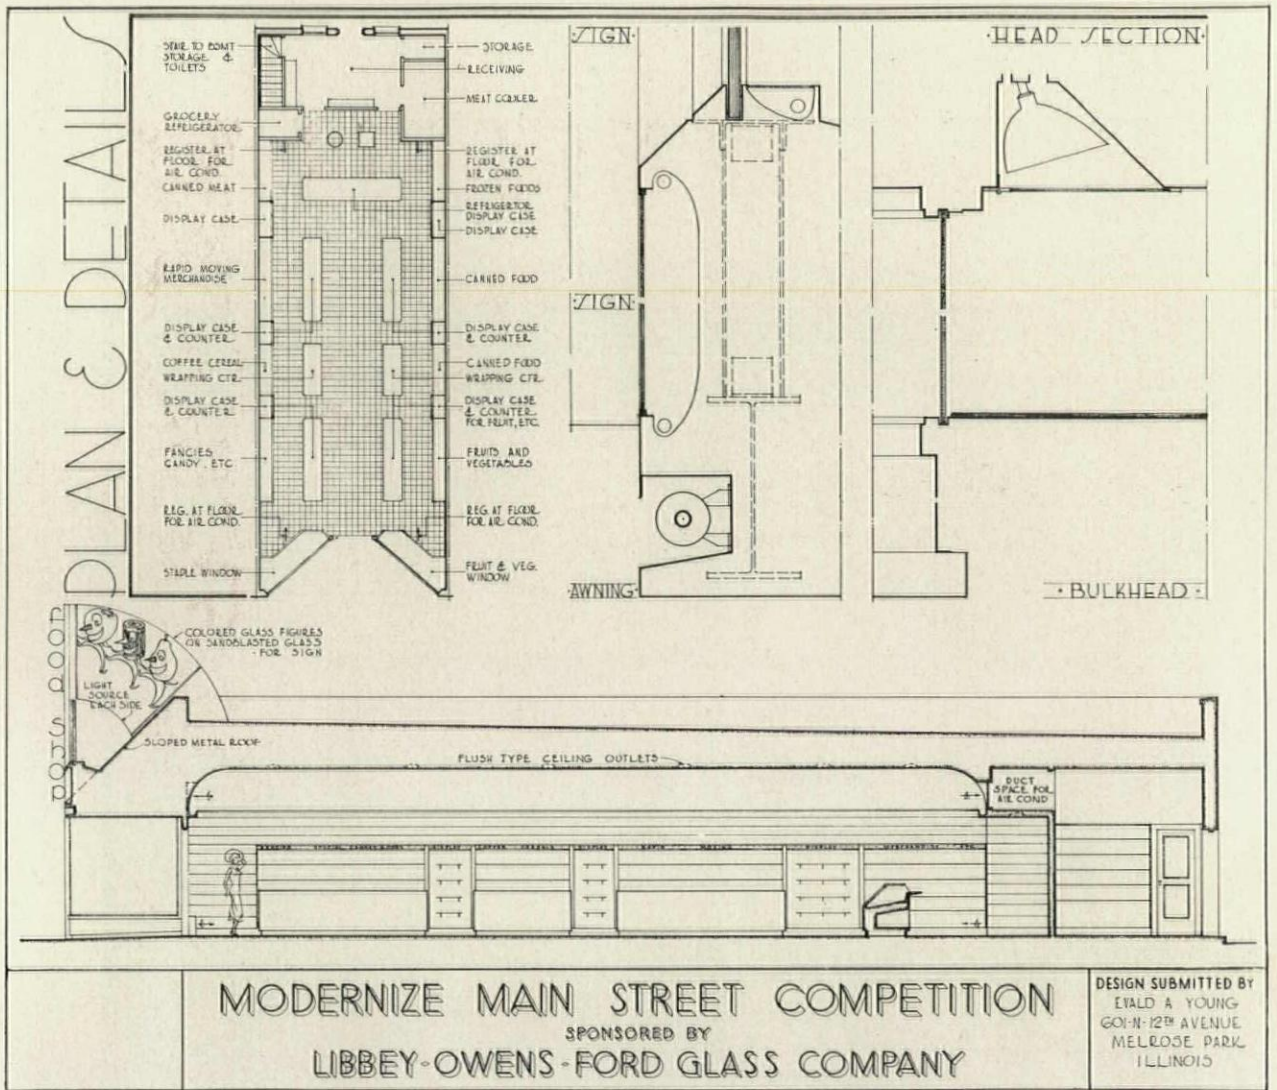 PLAN & DETAILS
STAIR TO BSMT
STORAGE &
TOILETS
GROCERY
REFRIGERATOR
REGISTER AT
FLOOR FOR
AIR COND.
CANNED MEAT
DISPLAY CASE
RAPID MOVING
MERCHANDISE
DISPLAY CASE
& COUNTER
COFFEE CEREAL
WRAPPING CTR.
DISPLAY CASE
& COUNTER
FANCIES
CANDY, ETC
REG. AT FLOOR
FOR AIR COND.
STAPLE WINDOW
STORAGE
RECEIVING
MEAT COOLER
REGISTER AT
FLOOR FOR
AIR COND.
FROZEN FOODS
REFRIGERTOR
DISPLAY CASE
DISPLAY CASE
CANNED FOOD
DISPLAY CASE
& COUNTER
CANNED FOOD
WRAPPING CTR.
DISPLAY CASE
& COUNTER
FOR FRUIT, ETC.
FRUITS AND
VEGETABLES
REG. AT FLOOR
FOR AIR COND.
FRUIT & VEG.
WINDOW
·SIGN·
·SIGN·
·AWNING·
·HEAD SECTION·
·BULKHEAD·
food shop
COLORED GLASS FIGURES
ON SANDBLASTED GLASS
- FOR SIGN
LIGHT
SOURCE
EACH SIDE
SLOPED METAL ROOF
FLUSH TYPE CEILING OUTLETS
DUCT
SPACE FOR
AIR COND
DISPLAY
DISPLAY
RAPID MOVING
DISPLAY
MODERNIZE MAIN STREET COMPETITION
SPONSORED BY
LIBBEY-OWENS-FORD GLASS COMPANY
DESIGN SUBMITTED BY
EVALD A YOUNG
601-N-12TH AVENUE
MELROSE PARK
ILLINOIS